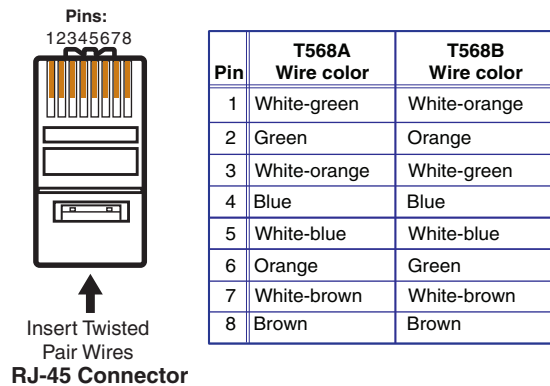 Pins:
12345678
Insert Twisted
Pair Wires
RJ-45 Connector
Pin T568A Wire color T568B Wire color
1 White-green White-orange
2 Green Orange
3 White-orange White-green
4 Blue Blue
5 White-blue White-blue
6 Orange Green
7 White-brown White-brown
8 Brown Brown